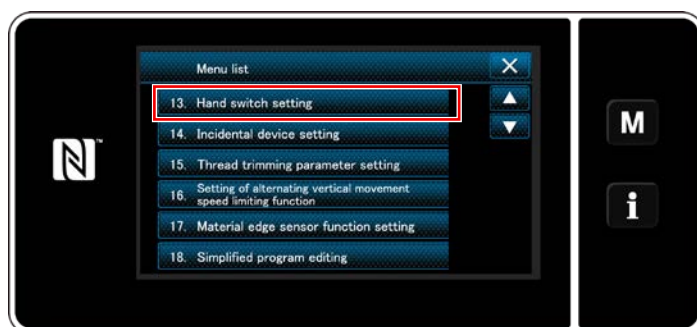 Menu list
13. Hand switch setting
14. Incidental device setting
15. Thread trimming parameter setting
16. Setting of alternating vertical movement
speed limiting function
17. Material edge sensor function setting
18. Simplified program editing
M
i
N™